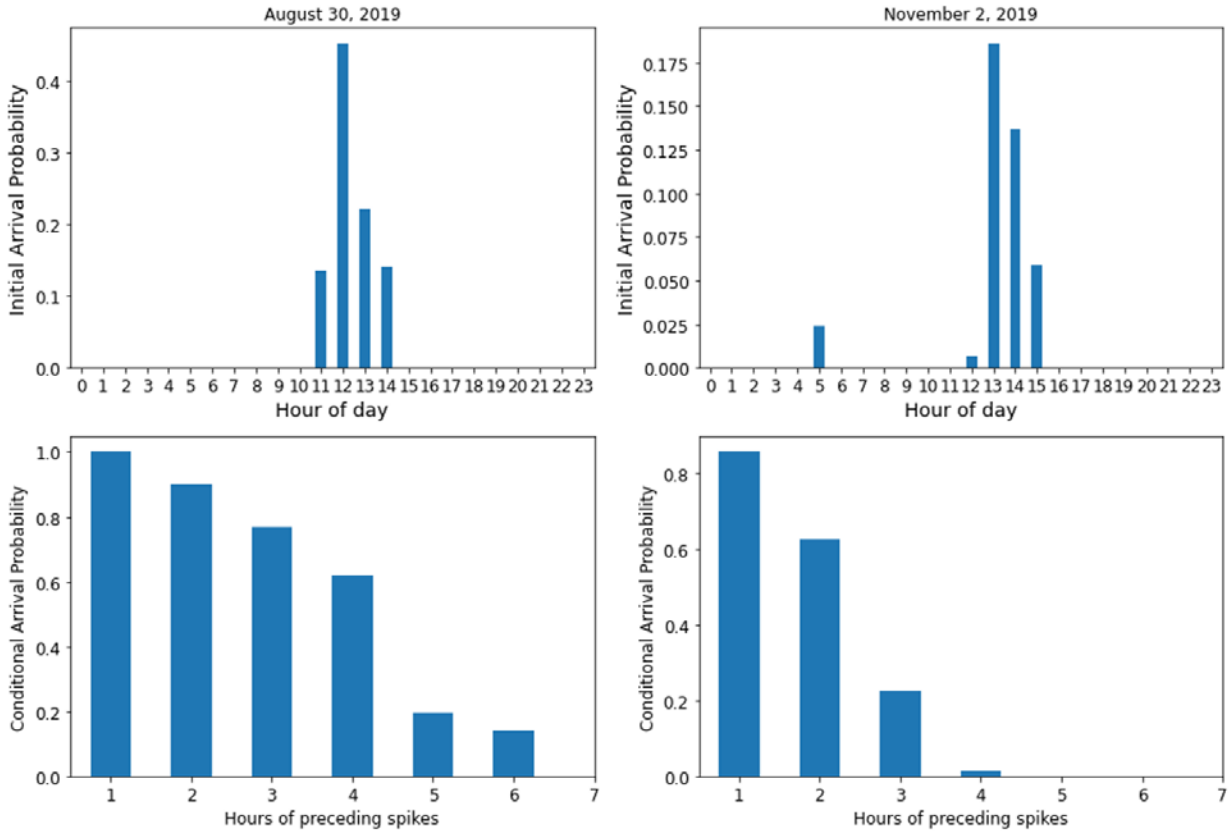 August 30, 2019
Initial Arrival Probability
0.4
0.3
0.2
0.1
0.0
0 1 2 3 4 5 6 7 8 9 10 11 12 13 14 15 16 17 18 19 20 21 22 23
Hour of day
November 2, 2019
Initial Arrival Probability
0.175
0.150
0.125
0.100
0.075
0.050
0.025
0.000
0 1 2 3 4 5 6 7 8 9 10 11 12 13 14 15 16 17 18 19 20 21 22 23
Hour of day
Conditional Arrival Probability
1.0
0.8
0.6
0.4
0.2
0.0
1 2 3 4 5 6 7
Hours of preceding spikes
Conditional Arrival Probability
0.8
0.6
0.4
0.2
0.0
1 2 3 4 5 6 7
Hours of preceding spikes